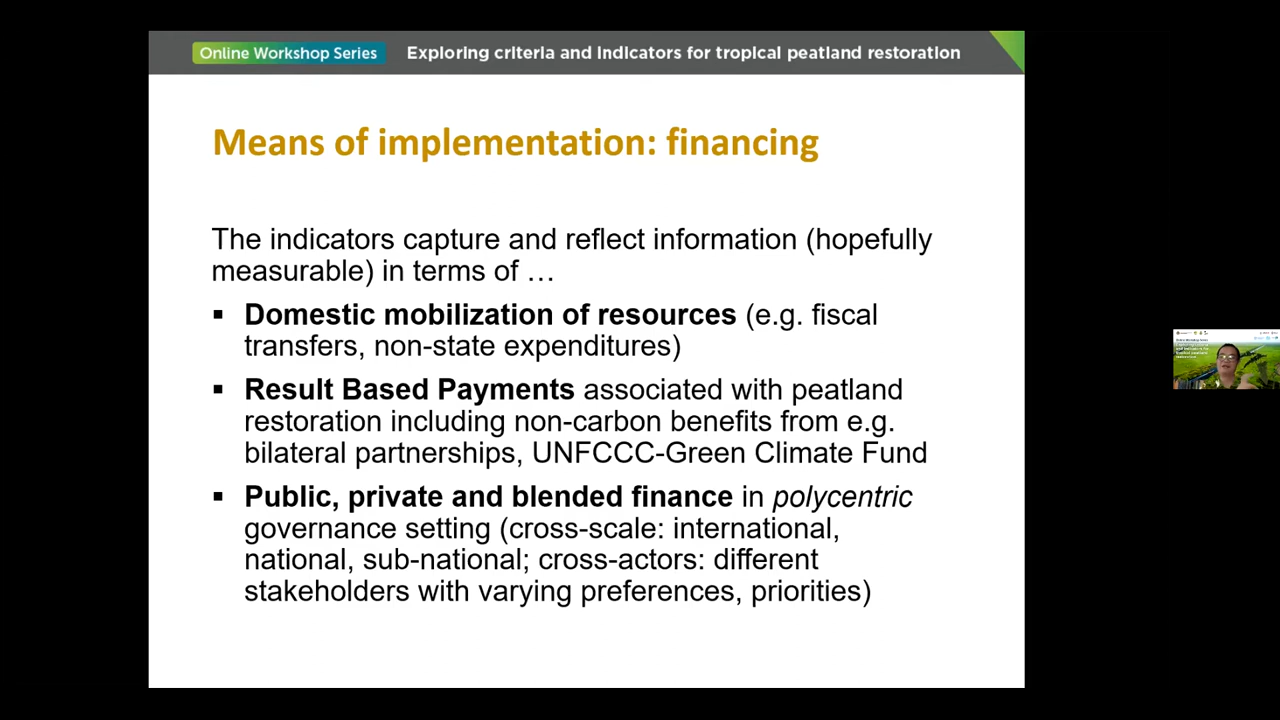 Online Workshop Series Exploring criteria and indicators for tropical peatland restoration
Means of implementation: financing
The indicators capture and reflect information (hopefully
measurable) in terms of …
▪ Domestic mobilization of resources (e.g. fiscal
transfers, non-state expenditures)
▪ Result Based Payments associated with peatland
restoration including non-carbon benefits from e.g.
bilateral partnerships, UNFCCC-Green Climate Fund
▪ Public, private and blended finance in polycentric
governance setting (cross-scale: international,
national, sub-national; cross-actors: different
stakeholders with varying preferences, priorities)